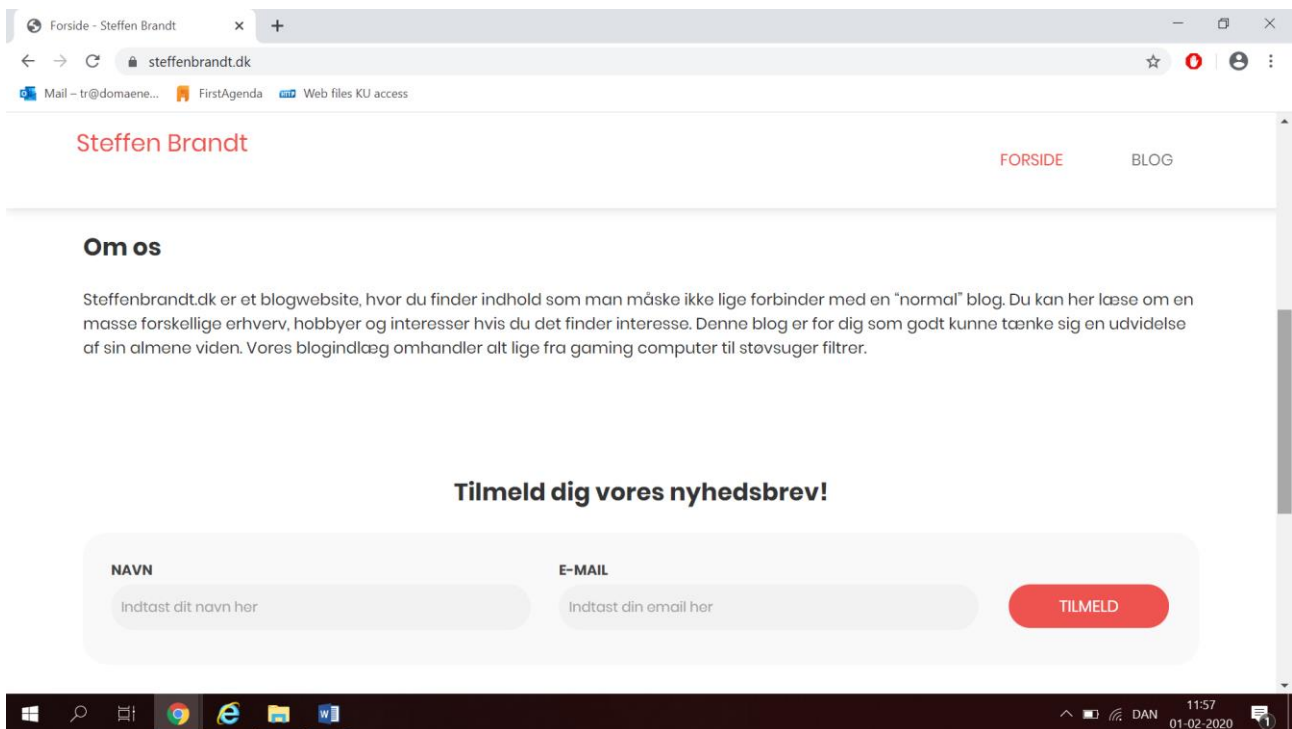 Forside - Steffen Brandt
steffenbrandt.dk
Mail – tr@domaene...
FirstAgenda
Web files KU access
Steffen Brandt
FORSIDE
BLOG
Om os
Steffenbrandt.dk er et blogwebsite, hvor du finder indhold som man måske ikke lige forbinder med en “normal” blog. Du kan her læse om en
masse forskellige erhverv, hobbyer og interesser hvis du det finder interesse. Denne blog er for dig som godt kunne tænke sig en udvidelse
af sin almene viden. Vores blogindlæg omhandler alt lige fra gaming computer til støvsuger filtrer.
Tilmeld dig vores nyhedsbrev!
NAVN
E-MAIL
Indtast dit navn her
Indtast din email her
TILMELD
DAN
11:57
01-02-2020
1